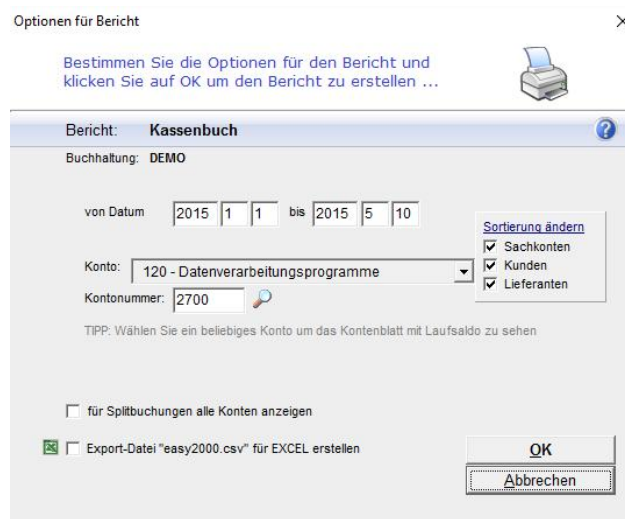 Optionen für Bericht
Bestimmen Sie die Optionen für den Bericht und
klicken Sie auf OK um den Bericht zu erstellen ...
Bericht: Kassenbuch
Buchhaltung: DEMO
von Datum 2015 1 1 bis 2015 5 10
Sortierung ändern
Sachkonten
Kunden
Lieferanten
Konto: 120 - Datenverarbeitungsprogramme
Kontonummer: 2700
TIPP: Wählen Sie ein beliebiges Konto um das Kontenblatt mit Laufsaldo zu sehen
für Splitbuchungen alle Konten anzeigen
Export-Datei "easy2000.csv" für EXCEL erstellen
OK
Abbrechen